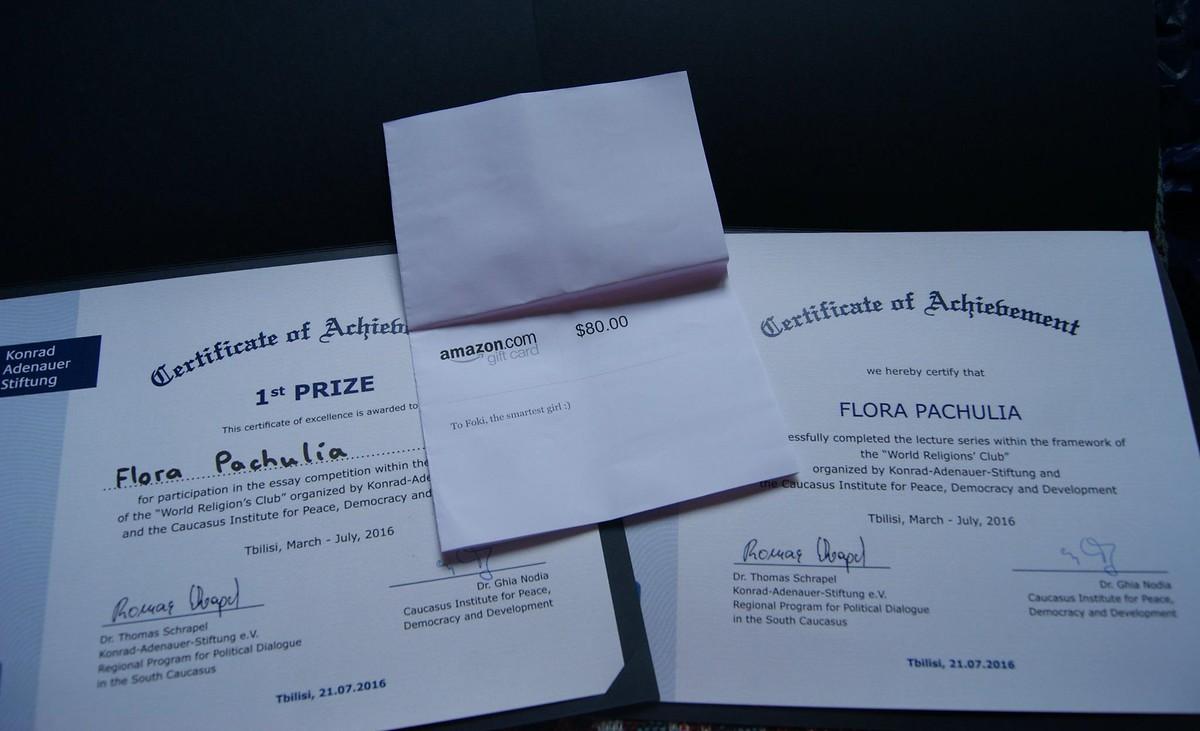 Konrad
Adenauer
Stiftung
Certificate of Achiev
1st PRIZE
This certificate of excellence is awarded to
Flora Pachulia
for participation in the essay competition within the
of the "World Religion's Club" organized by Konrad-Ade
and the Caucasus Institute for Peace, Democracy and
Tbilisi, March - July, 2016
Dr. Thomas Schrapel
Konrad-Adenauer-Stiftung e.V.
Regional Program for Political Dialogue
in the South Caucasus
Dr. Ghia Nodia
Caucasus Institute for Peace,
Democracy and Development
Tbilisi, 21.07.2016
amazon.com
gift card
$80.00
To Foki, the smartest girl :)
Certificate of Achievement
we hereby certify that
FLORA PACHULIA
essfully completed the lecture series within the framework of
the "World Religions' Club"
organized by Konrad-Adenauer-Stiftung and
the Caucasus Institute for Peace, Democracy and Development
Tbilisi, March - July, 2016
Dr. Thomas Schrapel
Konrad-Adenauer-Stiftung e.V.
Regional Program for Political Dialogue
in the South Caucasus
Dr. Ghia Nodia
Caucasus Institute for Peace,
Democracy and Development
Tbilisi, 21.07.2016